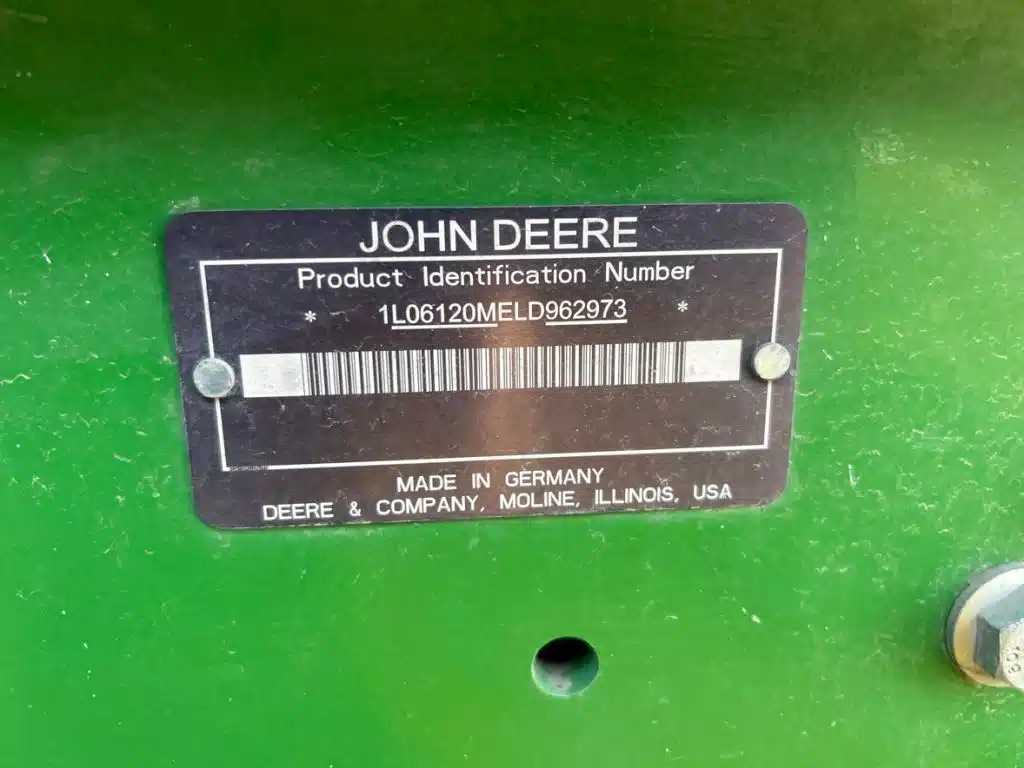 JOHN DEERE
Product Identification Number
* 1L06120MELD962973 *
MADE IN GERMANY
DEERE & COMPANY, MOLINE, ILLINOIS, USA